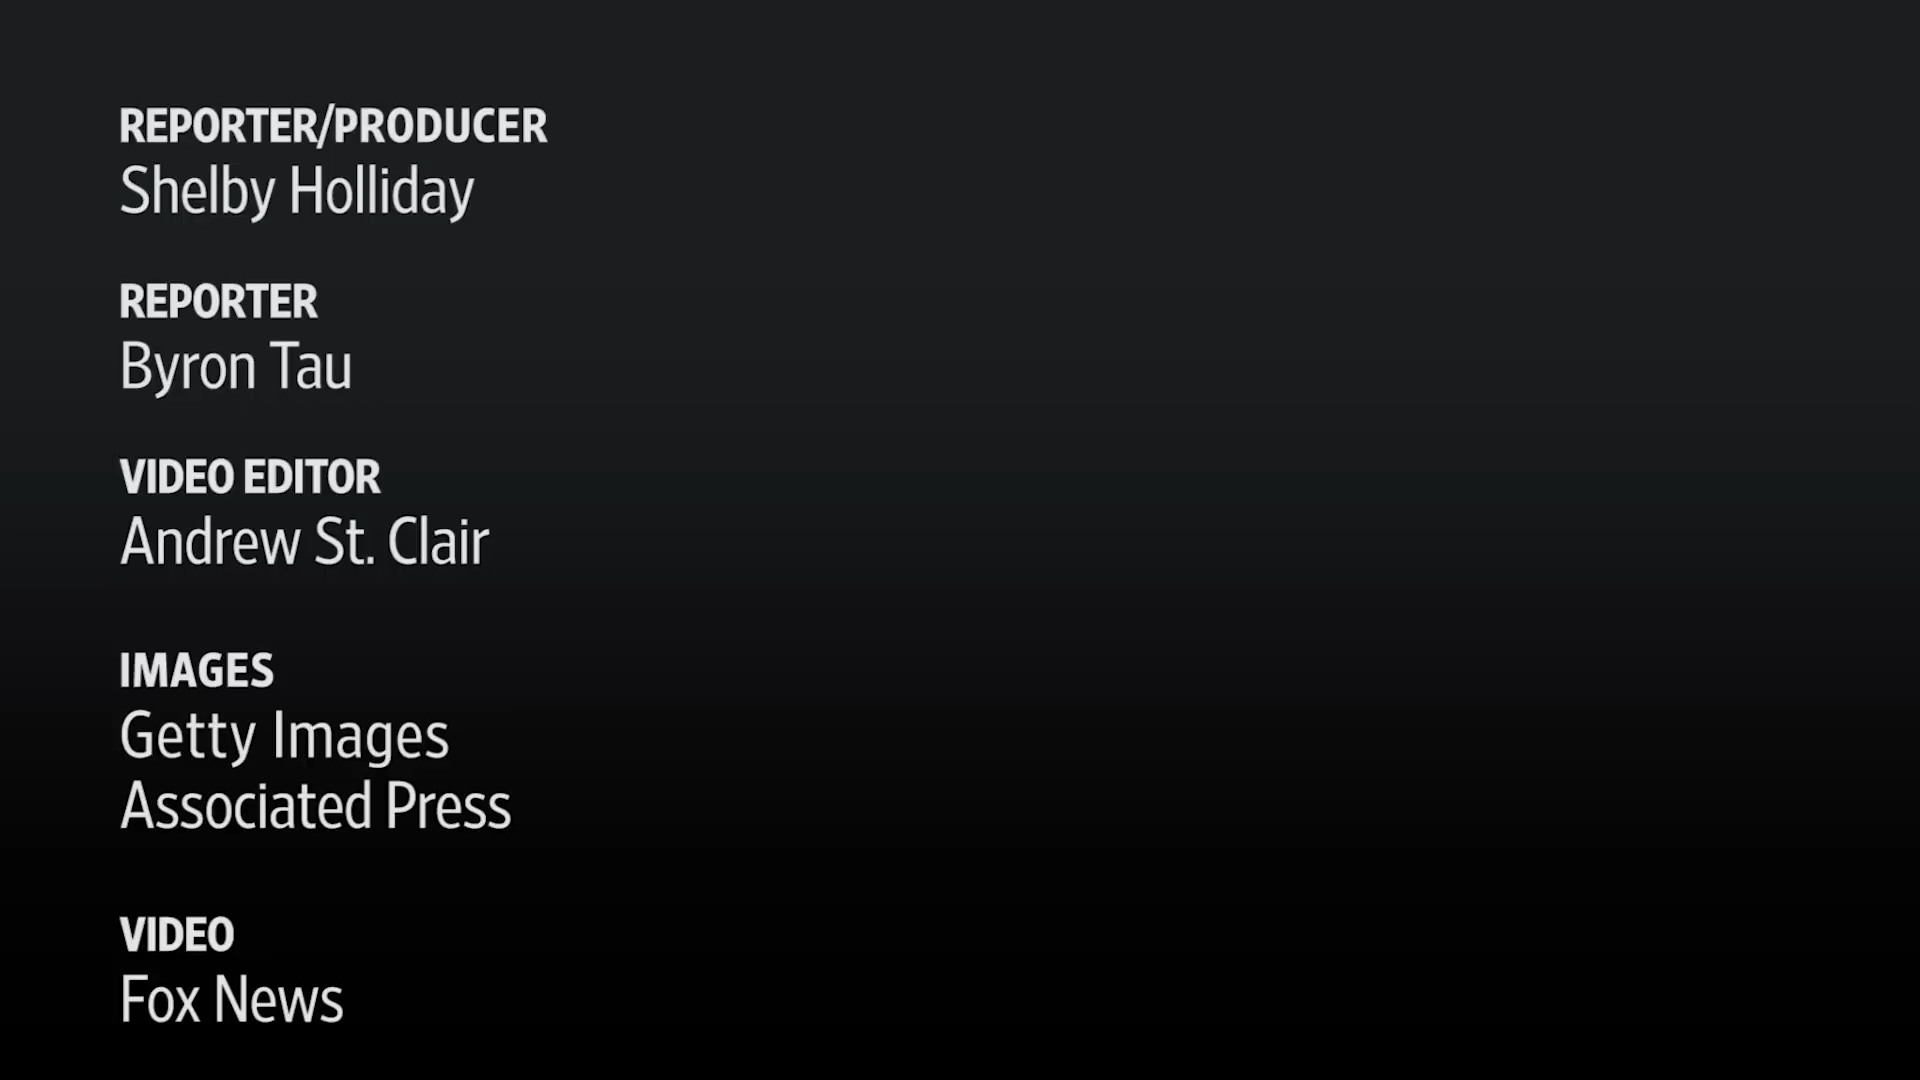 REPORTER/PRODUCER
Shelby Holliday
REPORTER
Byron Tau
VIDEO EDITOR
Andrew St. Clair
IMAGES
Getty Images
Associated Press
VIDEO
Fox News